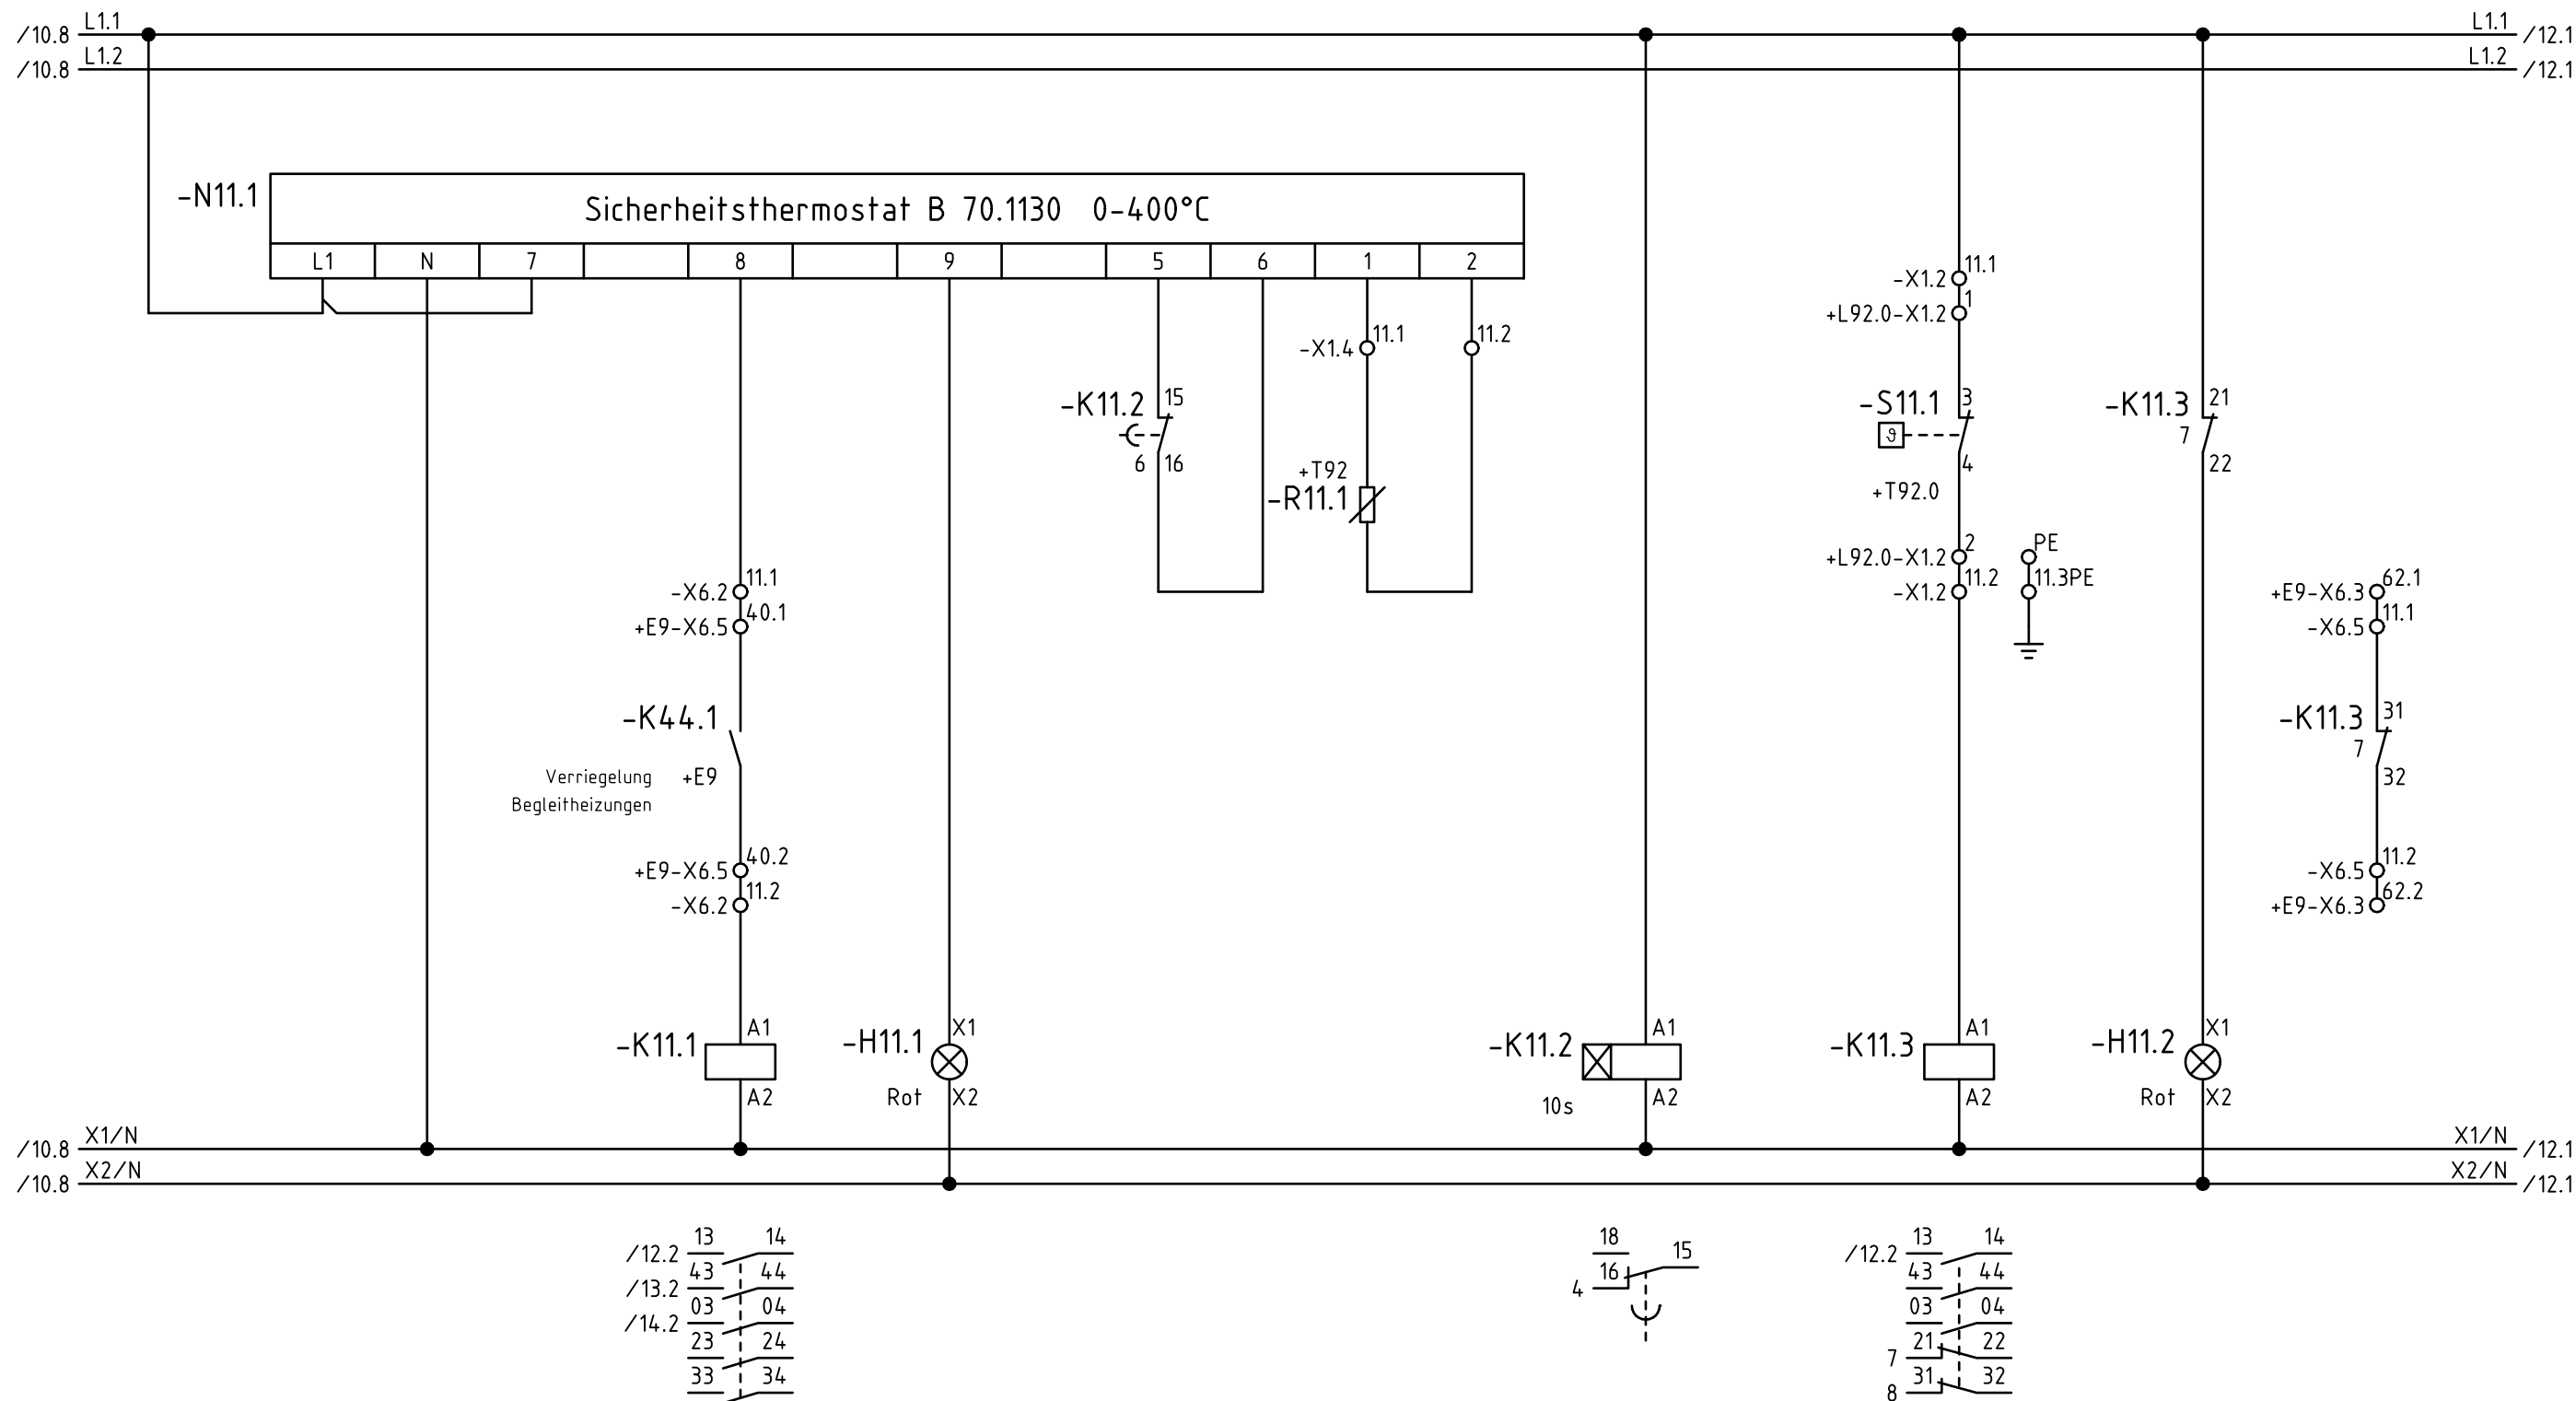 L1.1 L1.1
/10.8 /12.1
L1.2 L1.2
/10.8 /12.1
-N11.1 Sicherheitsthermostat B 70.1130 0-400°C
L1 N 7 8 9 5 6 1 2
-X1.2 11.1
+L92.0-X1.2 1
-X1.4 11.1 11.2
-K11.2 15
6 16
-S11.1 3
ϑ
4
+T92.0
-K11.3 21
7
22
+T92
-R11.1
+L92.0-X1.2 2 PE
-X1.2 11.2 11.3PE
-X6.2 11.1
+E9-X6.5 40.1
+E9-X6.3 62.1
-X6.5 11.1
-K44.1
Verriegelung +E9
Begleitheizungen
-K11.3 31
7
32
+E9-X6.5 40.2
-X6.2 11.2
-X6.5 11.2
+E9-X6.3 62.2
-K11.1 A1
A2
-H11.1 X1
Rot X2
-K11.2 A1
10s A2
-K11.3 A1
A2
-H11.2 X1
Rot X2
X1/N X1/N
/10.8 /12.1
X2/N X2/N
/10.8 /12.1
/12.2 13 14
/13.2 43 44
/14.2 03 04
23 24
33 34
18
15
4 16
/12.2 13 14
43 44
03 04
7 21 22
8 31 32